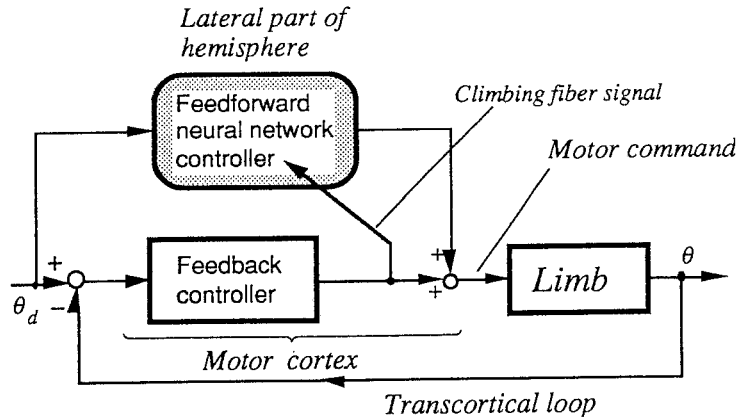 Lateral part of
hemisphere
Feedforward
neural network
controller
Climbing fiber signal
Motor command
+
+
θ
Feedback
controller
+
Limb
θd
−
Motor cortex
Transcortical loop